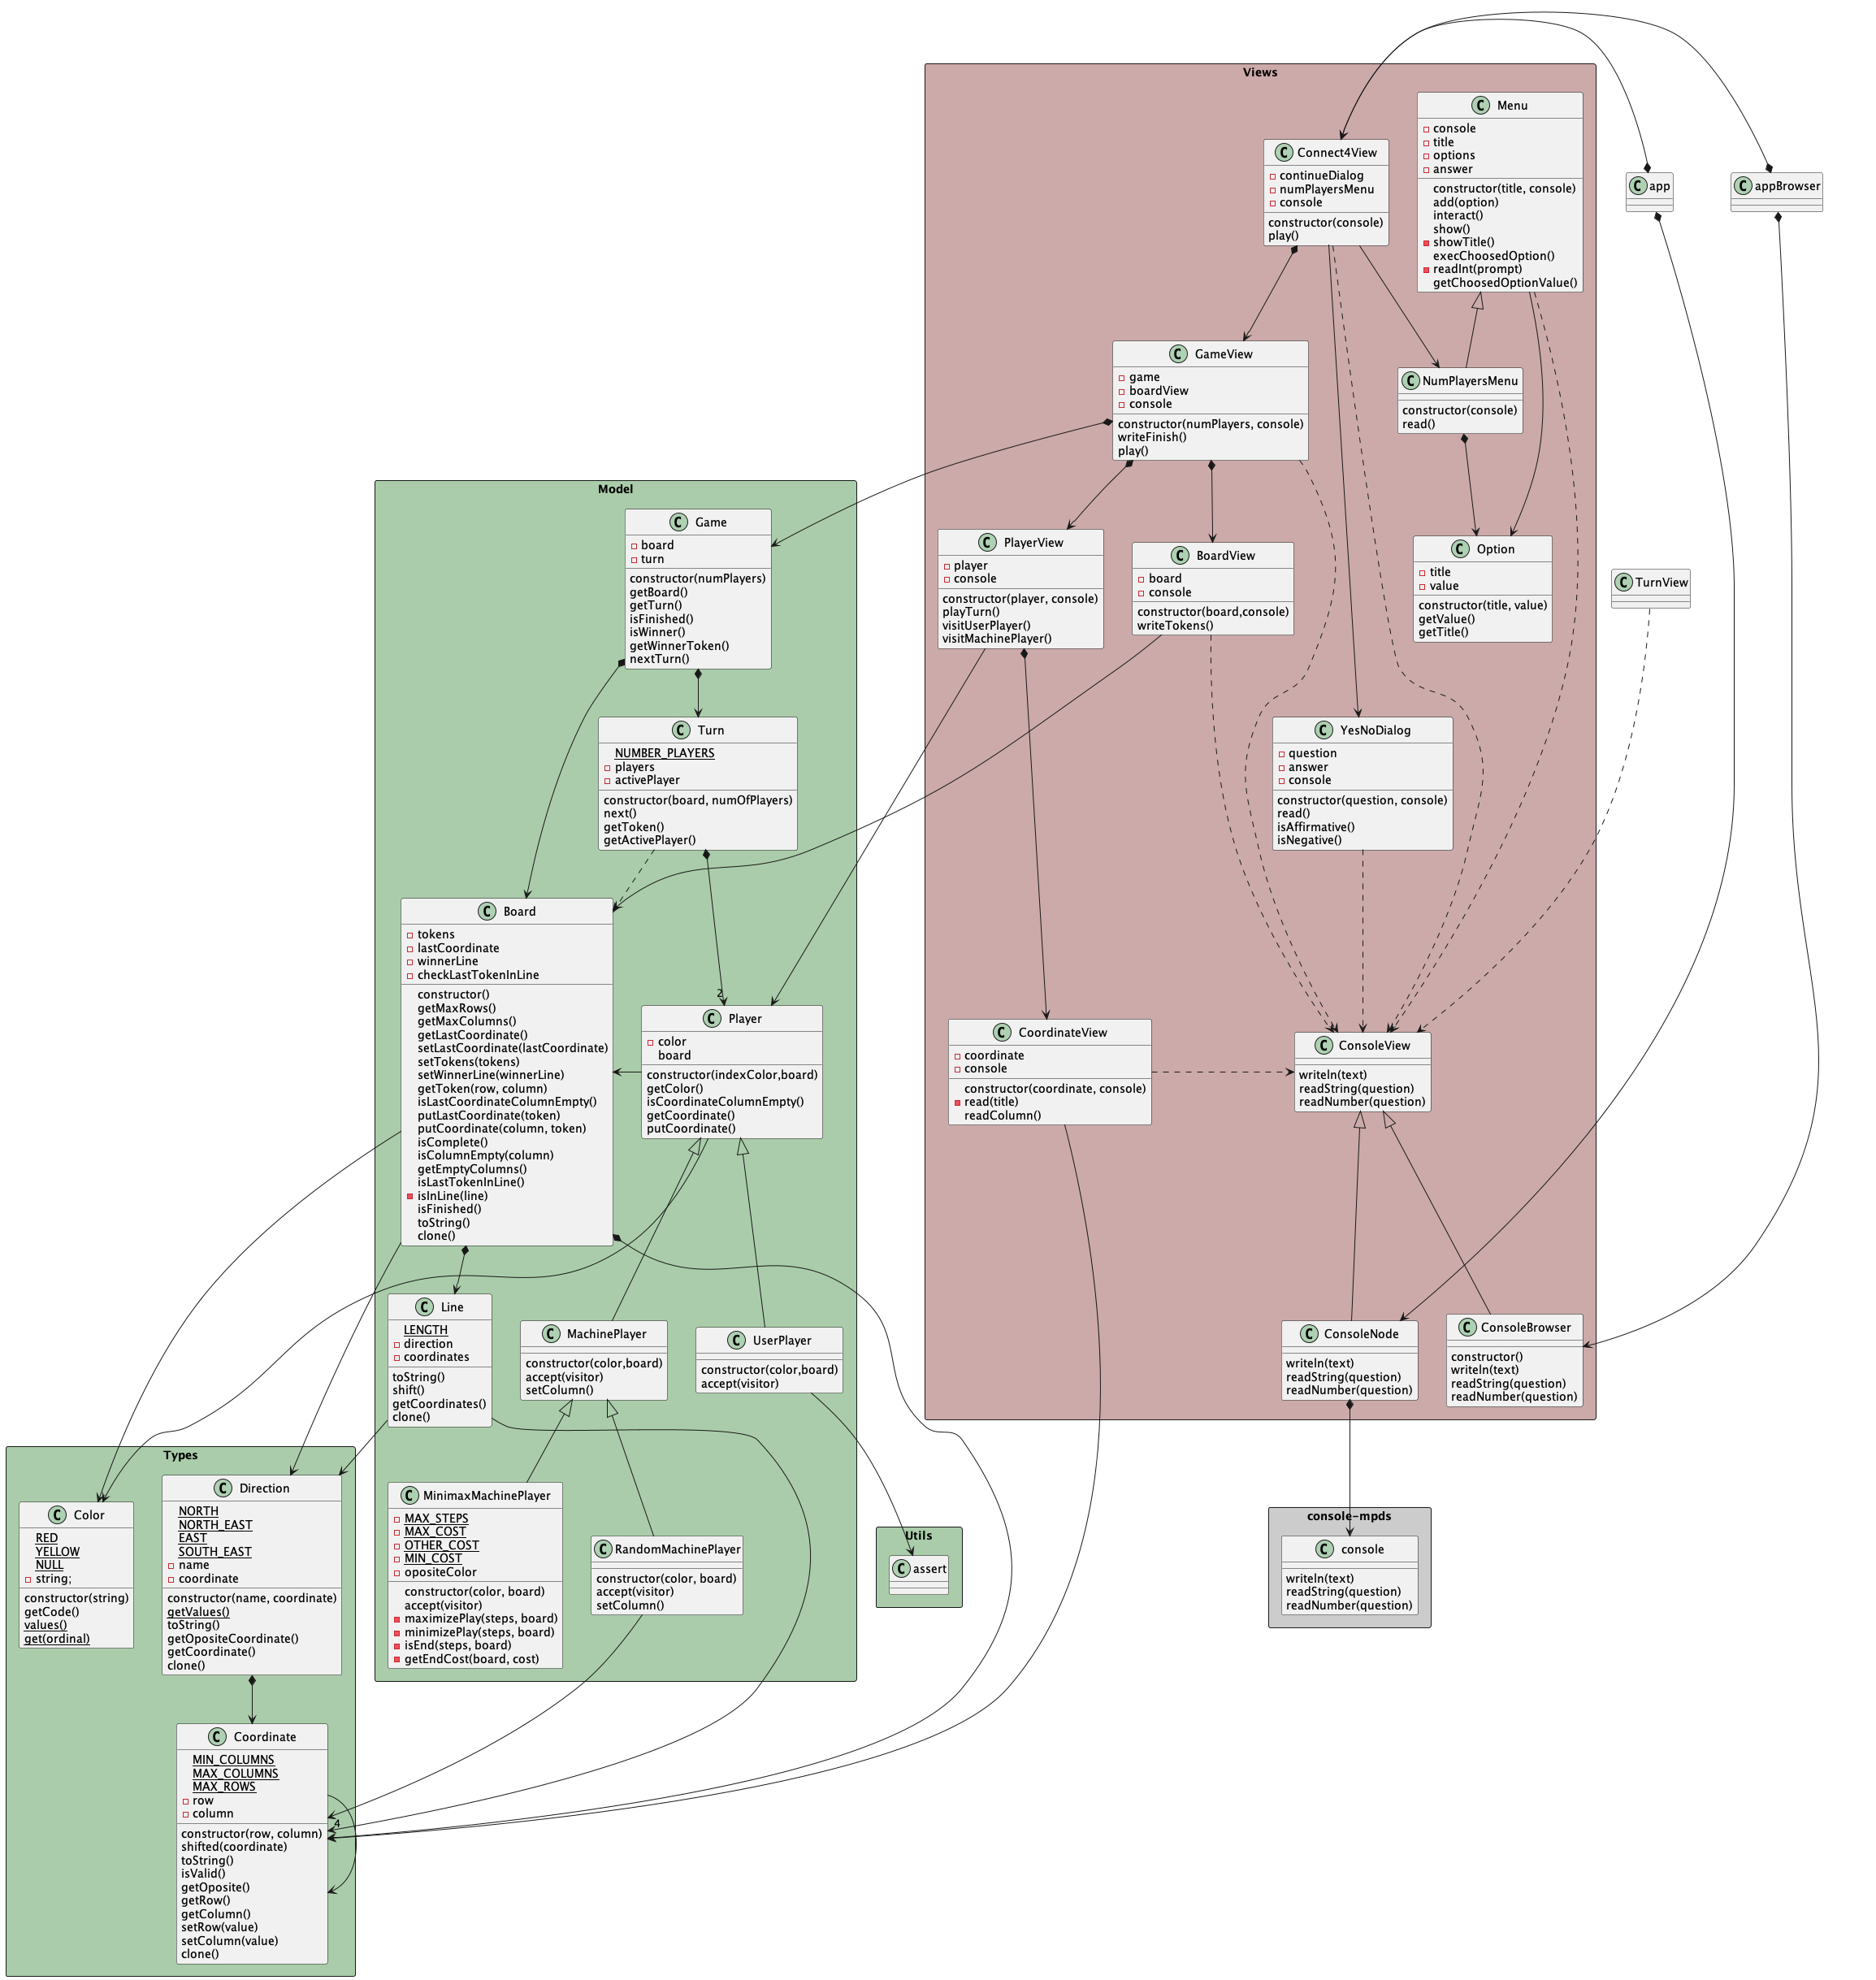 Views
C Menu
console
title
options
answer
constructor(title, console)
add(option)
interact()
show()
showTitle()
execChoosedOption()
readInt(prompt)
getChoosedOptionValue()
C Connect4View
continueDialog
numPlayersMenu
console
constructor(console)
play()
C app
C appBrowser
C GameView
game
boardView
console
constructor(numPlayers, console)
writeFinish()
play()
C NumPlayersMenu
constructor(console)
read()
Model
C Game
board
turn
constructor(numPlayers)
getBoard()
getTurn()
isFinished()
isWinner()
getWinnerToken()
nextTurn()
C PlayerView
player
console
constructor(player, console)
playTurn()
visitUserPlayer()
visitMachinePlayer()
C BoardView
board
console
constructor(board,console)
writeTokens()
C Option
title
value
constructor(title, value)
getValue()
getTitle()
C TurnView
C Turn
NUMBER_PLAYERS
players
activePlayer
constructor(board, numOfPlayers)
next()
getToken()
getActivePlayer()
C YesNoDialog
question
answer
console
constructor(question, console)
read()
isAffirmative()
isNegative()
C Board
tokens
lastCoordinate
winnerLine
checkLastTokenInLine
constructor()
getMaxRows()
getMaxColumns()
getLastCoordinate()
setLastCoordinate(lastCoordinate)
setTokens(tokens)
setWinnerLine(winnerLine)
getToken(row, column)
isLastCoordinateColumnEmpty()
putLastCoordinate(token)
putCoordinate(column, token)
isComplete()
isColumnEmpty(column)
getEmptyColumns()
isLastTokenInLine()
isInLine(line)
isFinished()
toString()
clone()
2
C Player
color
board
constructor(indexColor,board)
getColor()
isCoordinateColumnEmpty()
getCoordinate()
putCoordinate()
C CoordinateView
coordinate
console
constructor(coordinate, console)
read(title)
readColumn()
C ConsoleView
writeln(text)
readString(question)
readNumber(question)
C Line
LENGTH
direction
coordinates
toString()
shift()
getCoordinates()
clone()
C MachinePlayer
constructor(color,board)
accept(visitor)
setColumn()
C UserPlayer
constructor(color,board)
accept(visitor)
C ConsoleNode
writeln(text)
readString(question)
readNumber(question)
C ConsoleBrowser
constructor()
writeln(text)
readString(question)
readNumber(question)
Types
C Color
RED
YELLOW
NULL
string;
constructor(string)
getCode()
values()
get(ordinal)
C Direction
NORTH
NORTH_EAST
EAST
SOUTH_EAST
name
coordinate
constructor(name, coordinate)
getValues()
toString()
getOpositeCoordinate()
getCoordinate()
clone()
C MinimaxMachinePlayer
MAX_STEPS
MAX_COST
OTHER_COST
MIN_COST
opositeColor
constructor(color, board)
accept(visitor)
maximizePlay(steps, board)
minimizePlay(steps, board)
isEnd(steps, board)
getEndCost(board, cost)
C RandomMachinePlayer
constructor(color, board)
accept(visitor)
setColumn()
Utils
C assert
console-mpds
C console
writeln(text)
readString(question)
readNumber(question)
C Coordinate
MIN_COLUMNS
MAX_COLUMNS
MAX_ROWS
row
column
4
constructor(row, column)
shifted(coordinate)
toString()
isValid()
getOposite()
getRow()
getColumn()
setRow(value)
setColumn(value)
clone()